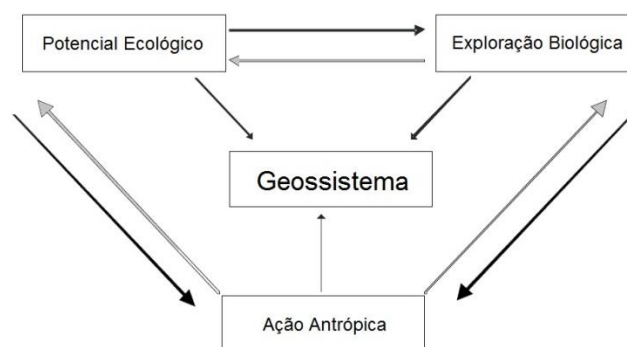 Potencial Ecológico
Exploração Biológica
Geossistema
Ação Antrópica